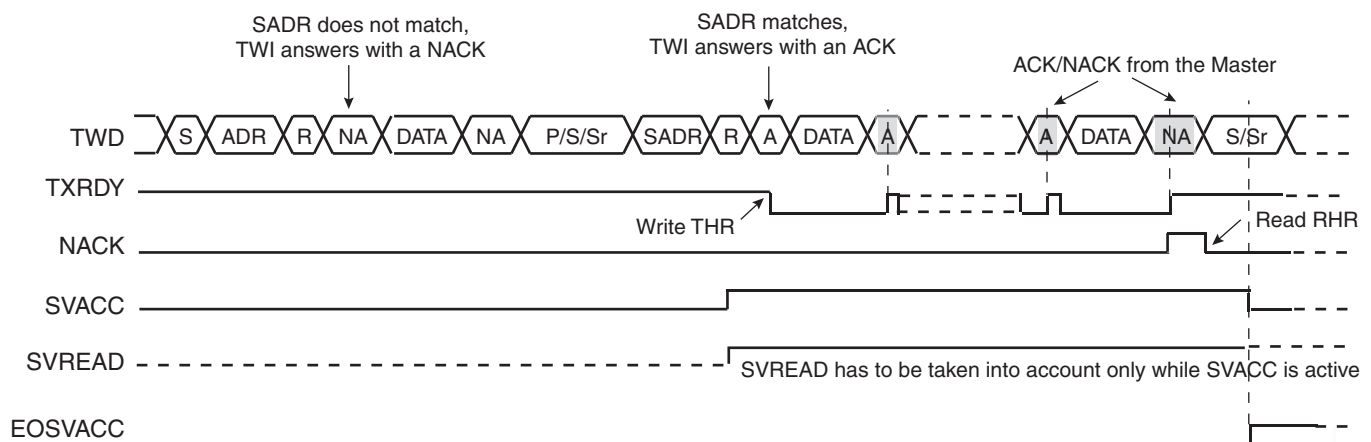 SADR does not match,
TWI answers with a NACK
SADR matches,
TWI answers with an ACK
ACK/NACK from the Master
TWD S ADR R NA DATA NA P/S/Sr SADR R A DATA A A DATA NA S/Sr
TXRDY
Write THR
NACK
Read RHR
SVACC
SVREAD
SVREAD has to be taken into account only while SVACC is active
EOSVACC